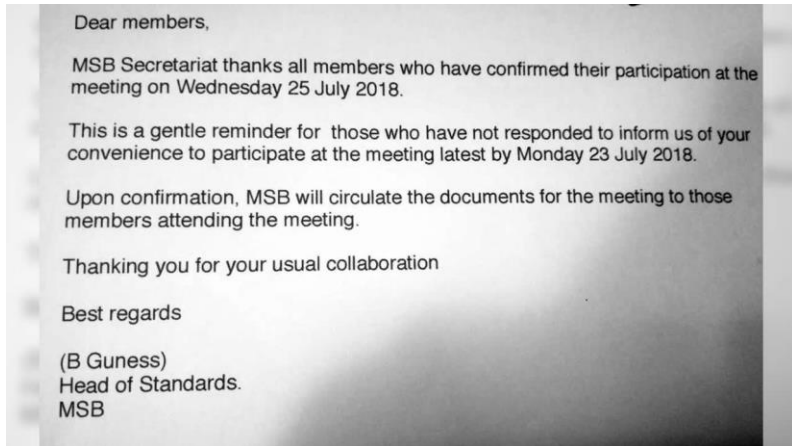 Dear members,
MSB Secretariat thanks all members who have confirmed their participation at the
meeting on Wednesday 25 July 2018.
This is a gentle reminder for those who have not responded to inform us of your
convenience to participate at the meeting latest by Monday 23 July 2018.
Upon confirmation, MSB will circulate the documents for the meeting to those
members attending the meeting.
Thanking you for your usual collaboration
Best regards
(B Guness)
Head of Standards.
MSB